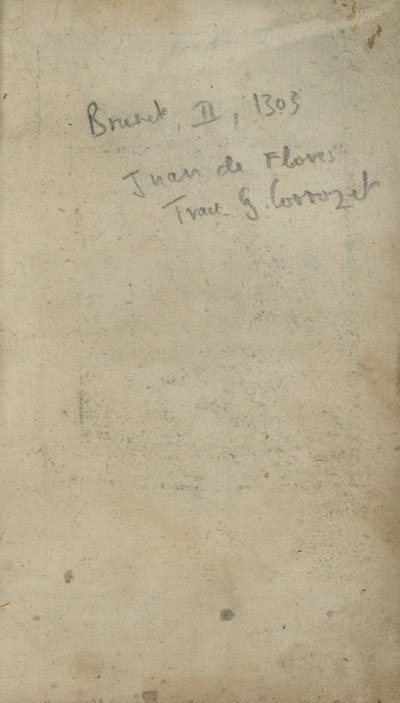 Brunet, II, 1303
Juan de Flores
Trad G. Corrozet